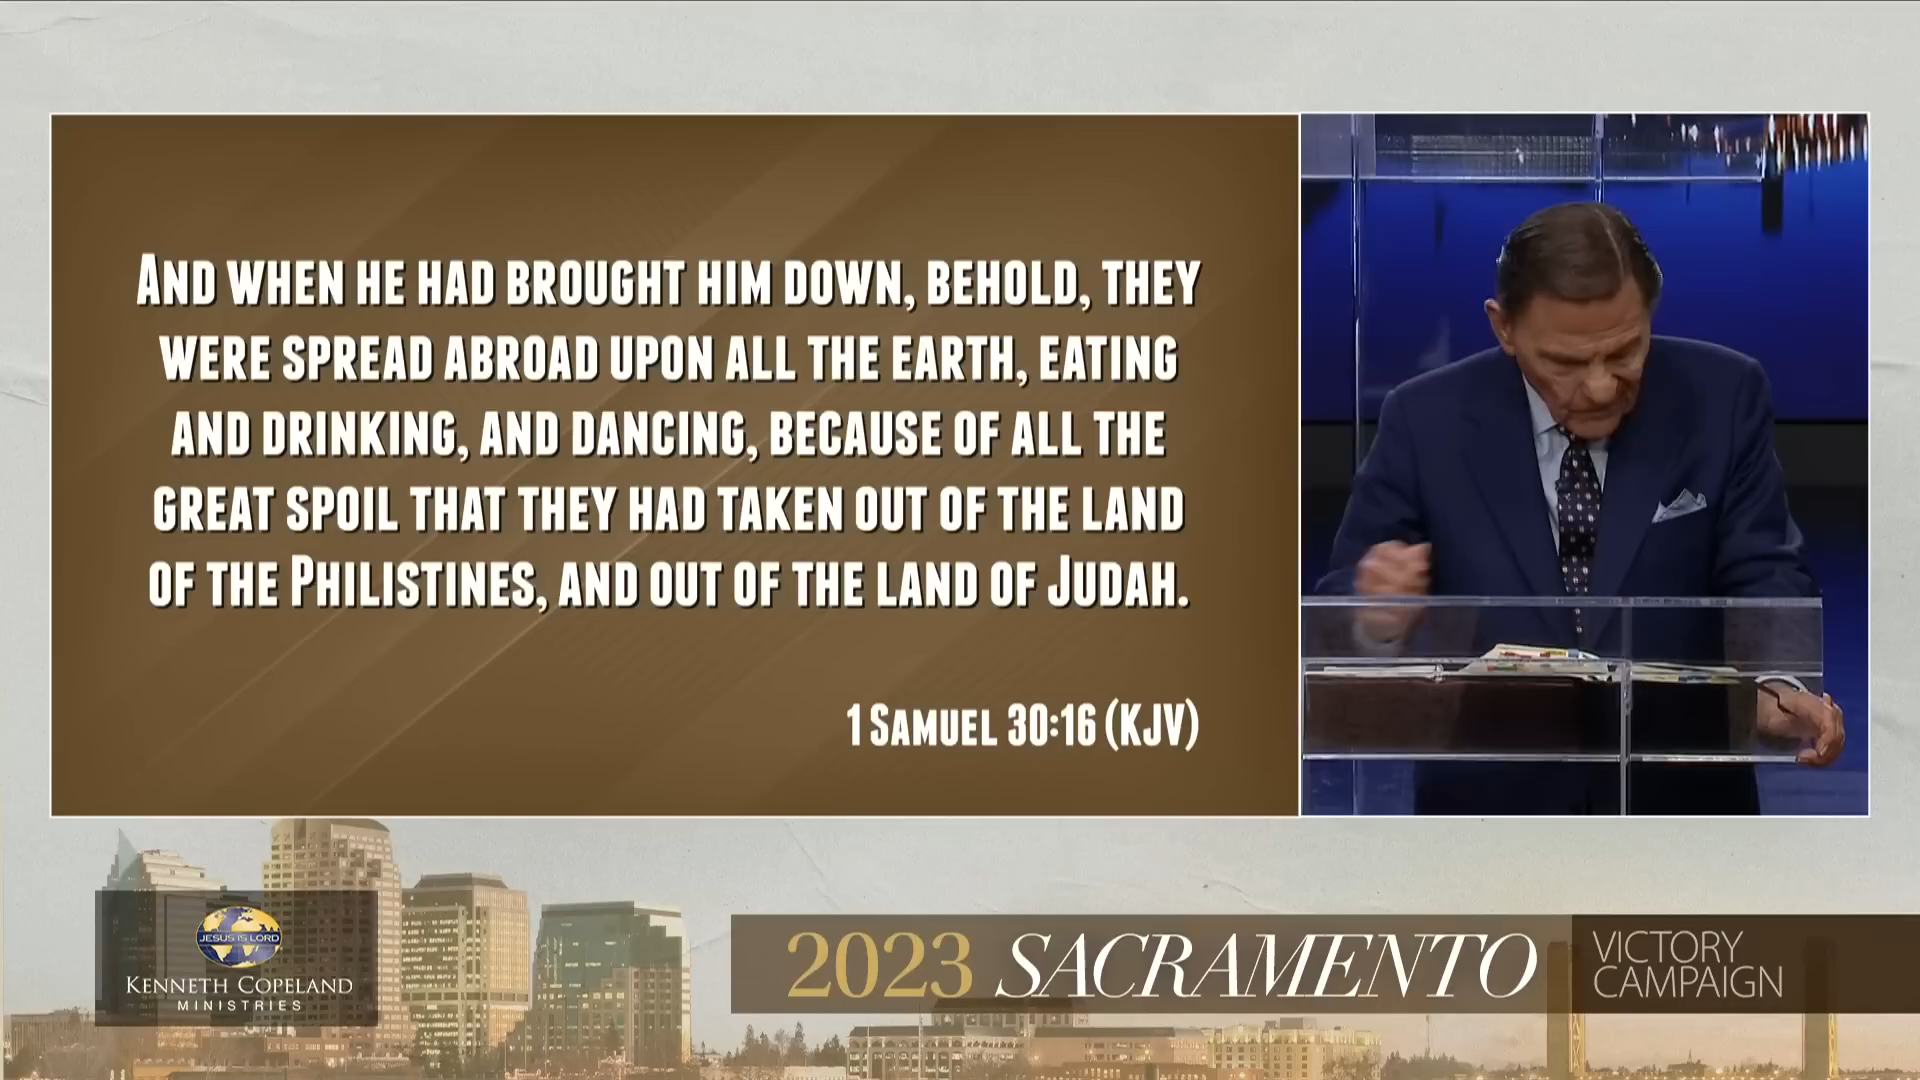 And when he had brought him down, behold, they
were spread abroad upon all the earth, eating
and drinking, and dancing, because of all the
great spoil that they had taken out of the land
of the Philistines, and out of the land of Judah.
1 Samuel 30:16 (KJV)
JESUS IS LORD
KENNETH COPELAND
MINISTRIES
2023 SACRAMENTO
VICTORY
CAMPAIGN